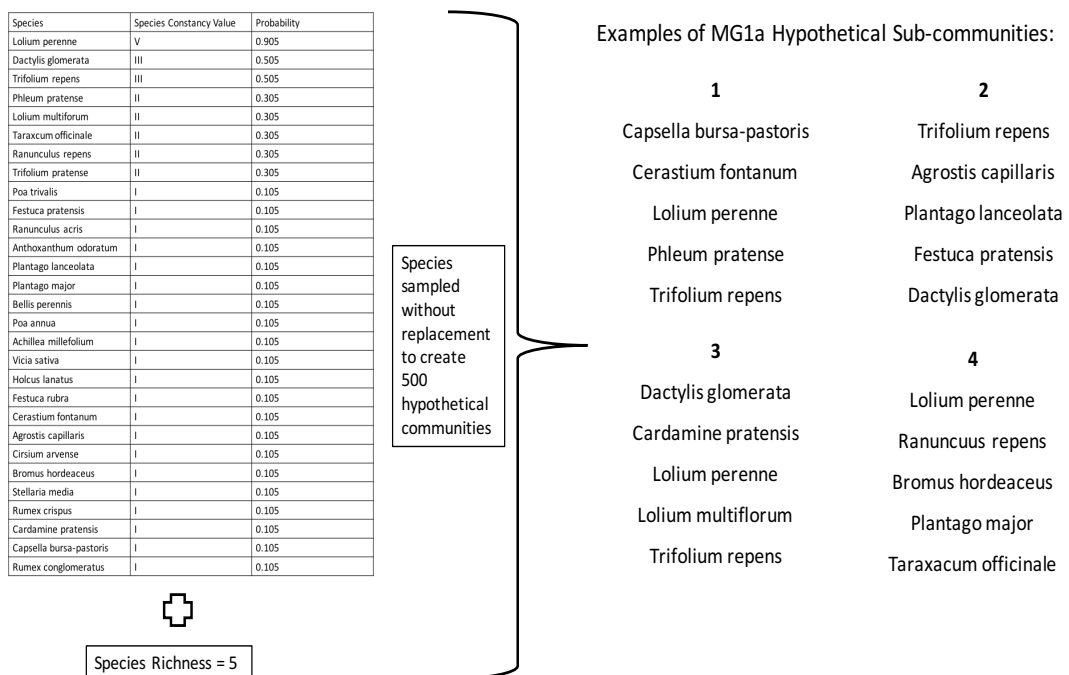 Species Species Constancy Value Probability
Lolium perenne V 0.905
Dactylis glomerata III 0.505
Trifolium repens III 0.505
Phleum pratense II 0.305
Lolium multiforum II 0.305
Taraxcum officinale II 0.305
Ranunculus repens II 0.305
Trifolium pratense II 0.305
Poa trivalis I 0.105
Festuca pratensis I 0.105
Ranunculus acris I 0.105
Anthoxanthum odoratum I 0.105
Plantago lanceolata I 0.105
Plantago major I 0.105
Bellis perennis I 0.105
Poa annua I 0.105
Achillea millefolium I 0.105
Vicia sativa I 0.105
Holcus lanatus I 0.105
Festuca rubra I 0.105
Cerastium fontanum I 0.105
Agrostis capillaris I 0.105
Cirsium arvense I 0.105
Bromus hordeaceus I 0.105
Stellaria media I 0.105
Rumex crispus I 0.105
Cardamine pratensis I 0.105
Capsella bursa-pastoris I 0.105
Rumex conglomeratus I 0.105
Species Richness = 5
Species
sampled
without
replacement
to create
500
hypothetical
communities
Examples of MG1a Hypothetical Sub-communities:
1
Capsella bursa-pastoris
Cerastium fontanum
Lolium perenne
Phleum pratense
Trifolium repens
2
Trifolium repens
Agrostis capillaris
Plantago lanceolata
Festuca pratensis
Dactylis glomerata
3
Dactylis glomerata
Cardamine pratensis
Lolium perenne
Lolium multiflorum
Trifolium repens
4
Lolium perenne
Ranuncuus repens
Bromus hordeaceus
Plantago major
Taraxacum officinale